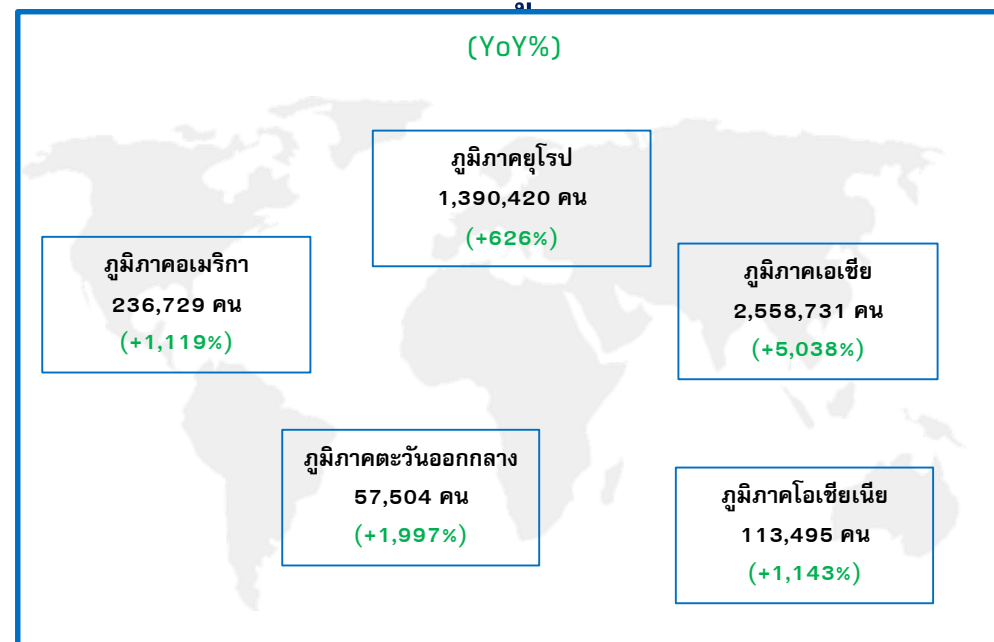 (YoY%)
ภูมิภาคยุโรป
1,390,420 คน
(+626%)
ภูมิภาคอเมริกา
236,729 คน
(+1,119%)
ภูมิภาคเอเชีย
2,558,731 คน
(+5,038%)
ภูมิภาคตะวันออกกลาง
57,504 คน
(+1,997%)
ภูมิภาคโอเชียเนีย
113,495 คน
(+1,143%)